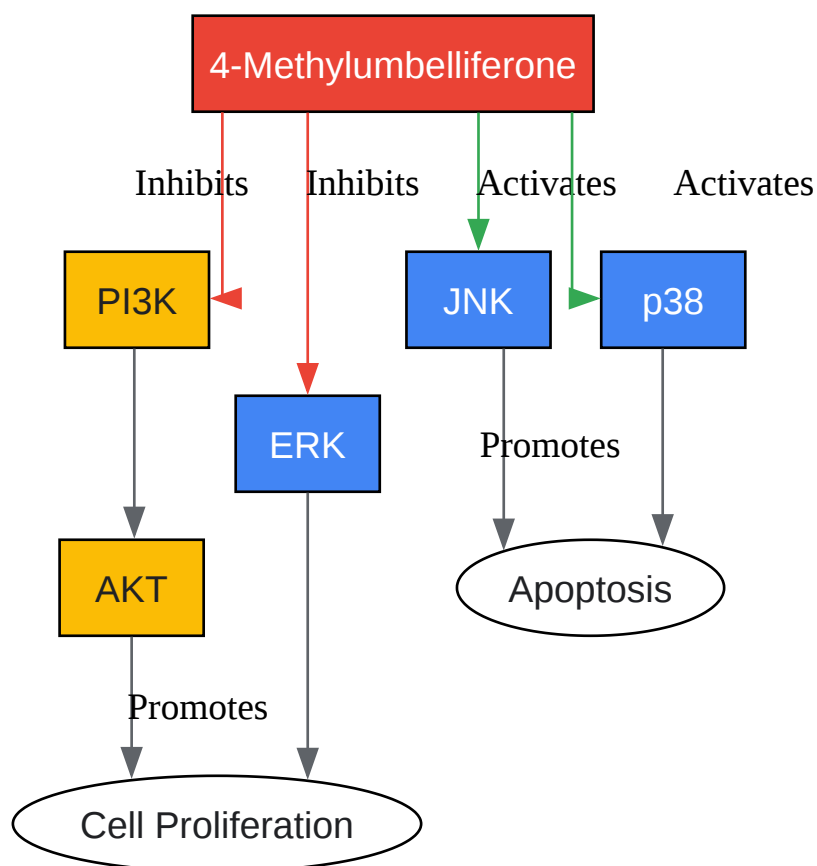 4-Methylumbelliferone
Inhibits
Inhibits
Activates
Activates
PI3K
JNK
p38
ERK
Promotes
AKT
Apoptosis
Promotes
Cell Proliferation